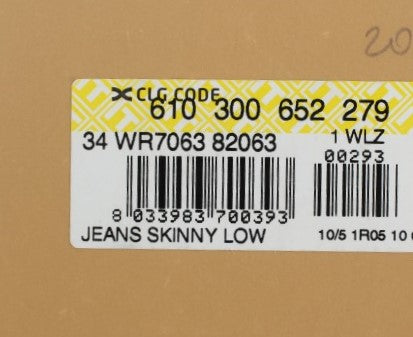 20
CLG CODE
610 300 652 279
34 WR7063 82063
1 WLZ
00293
8 033983 700393
JEANS SKINNY LOW
10/5 1R05 10